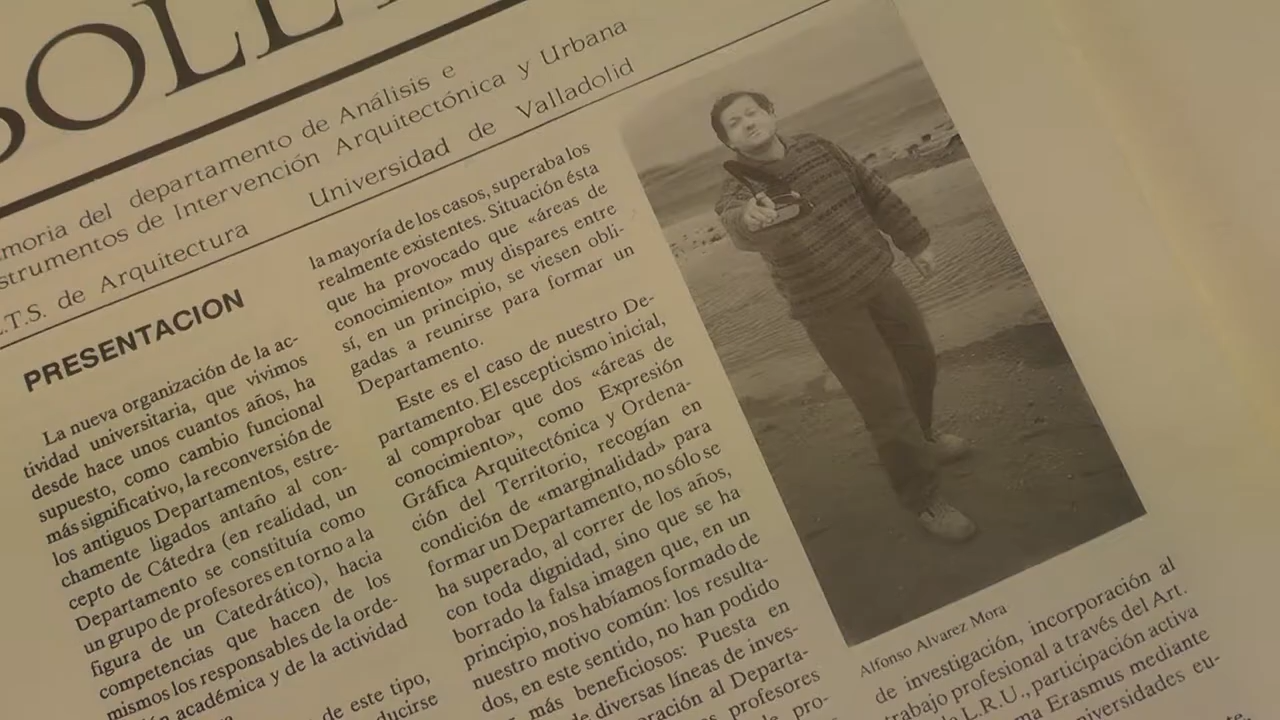 departamento de Análisis e
de Intervención Arquitectónica y Urbana
de Arquitectura Universidad de Valladolid
PRESENTACION
La nueva organización de la ac-
tividad universitaria, que vivimos
desde hace unos cuantos años, ha
supuesto, como cambio funcional
más significativo, la reconversión de
los antiguos Departamentos, estre-
chamente ligados antaño al con-
cepto de Cátedra (en realidad, un
Departamento se constituía como
un grupo de profesores en torno a la
figura de un Catedrático), hacia
competencias que hacen de los
mismos los responsables de la orde-
académica y de la actividad
de este tipo,
la mayoría de los casos, superaba los
realmente existentes. Situación ésta
que ha provocado que «áreas de
conocimiento» muy dispares entre
sí, en un principio, se viesen obli-
gadas a reunirse para formar un
Departamento.
Este es el caso de nuestro De-
partamento. El escepticismo inicial,
al comprobar que dos «áreas de
conocimiento», como Expresión
Gráfica Arquitectónica y Ordena-
ción del Territorio, recogían en
condición de «marginalidad» para
formar un Departamento, no sólo se
ha superado, al correr de los años,
con toda dignidad, sino que se ha
borrado la falsa imagen que, en un
principio, nos habíamos formado de
nuestro motivo común: los resulta-
dos, en este sentido, no han podido
más beneficiosos: Puesta en
de diversas líneas de inves-
al Departa-
profesores
pro-
Alfonso Alvarez Mora
de investigación, incorporación al
trabajo profesional a través del Art.
L.R.U., participación activa
Erasmus mediante
eu-